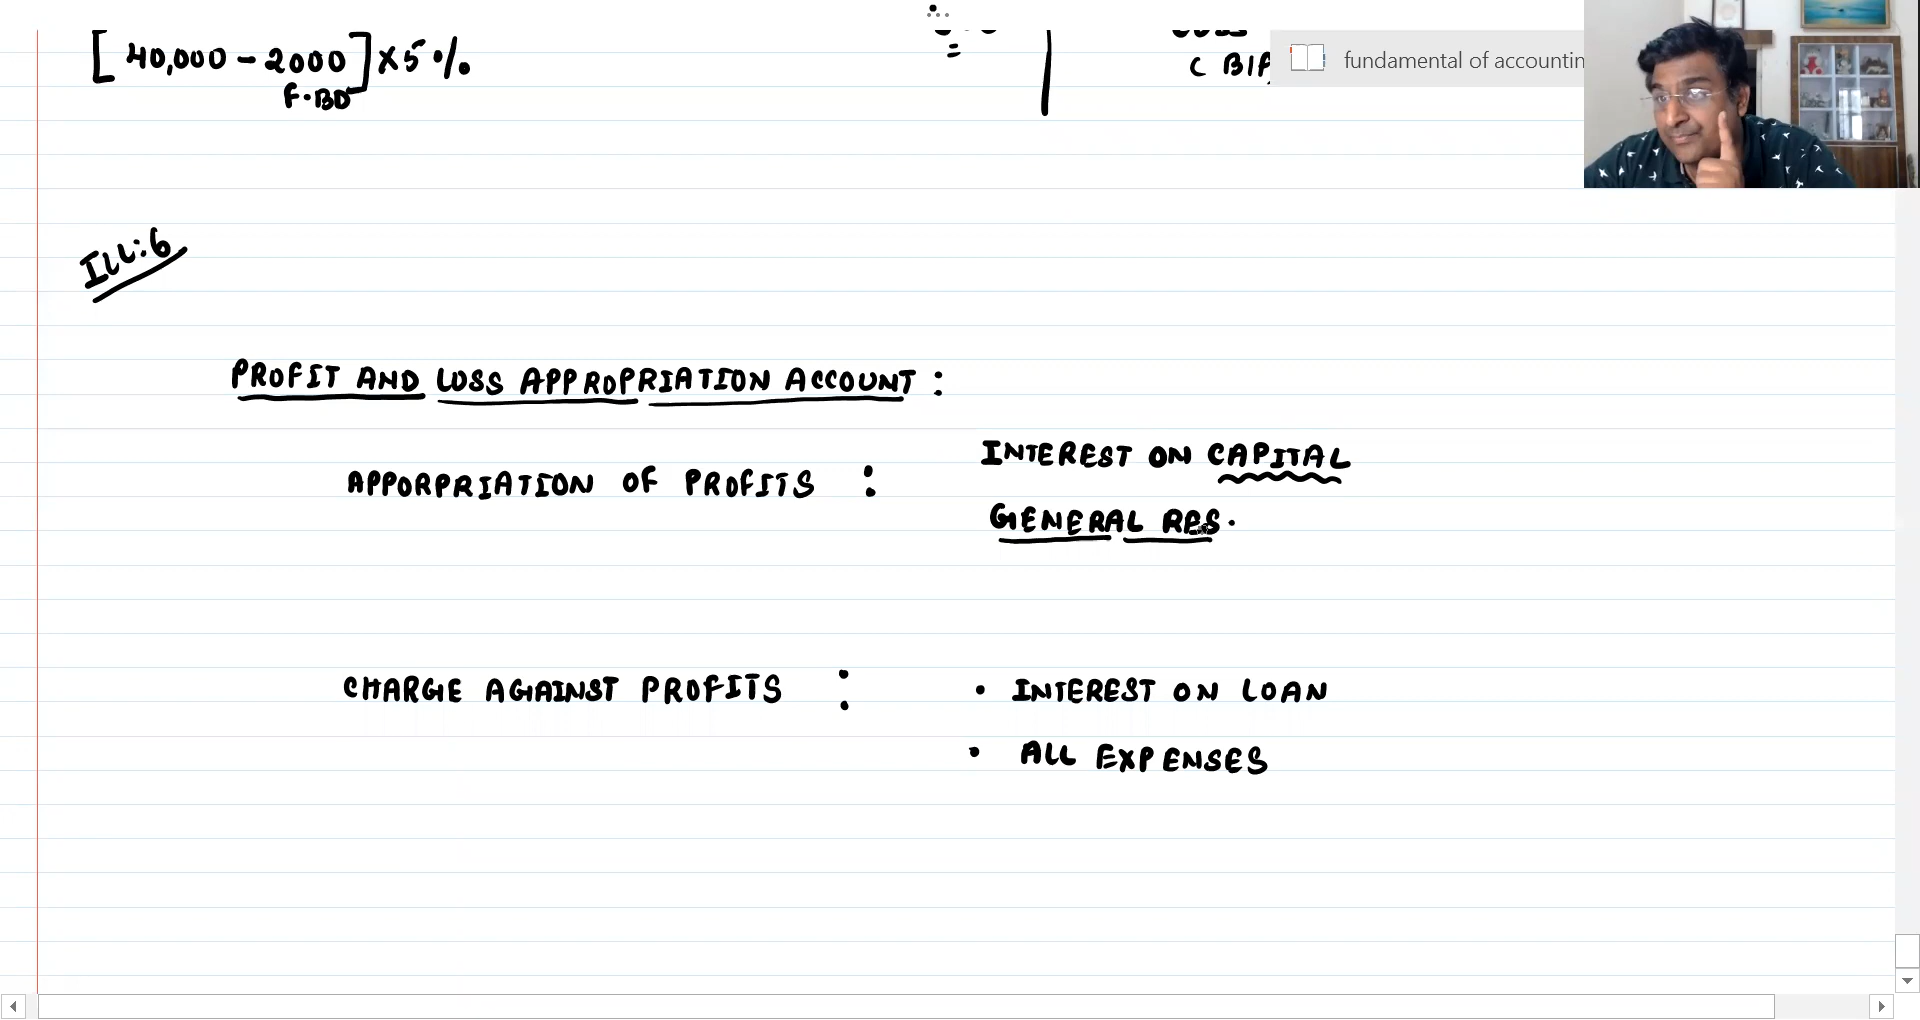 [ 40,000 - 2000 ] X 5%
F.BD
C BIF
fundamental of accountin
ILL:6
PROFIT AND LOSS APPROPRIATION ACCOUNT :
APPORPRIATION OF PROFITS :
INTEREST ON CAPITAL
GENERAL RES.
CHARGE AGAINST PROFITS :
• INTEREST ON LOAN
• ALL EXPENSES